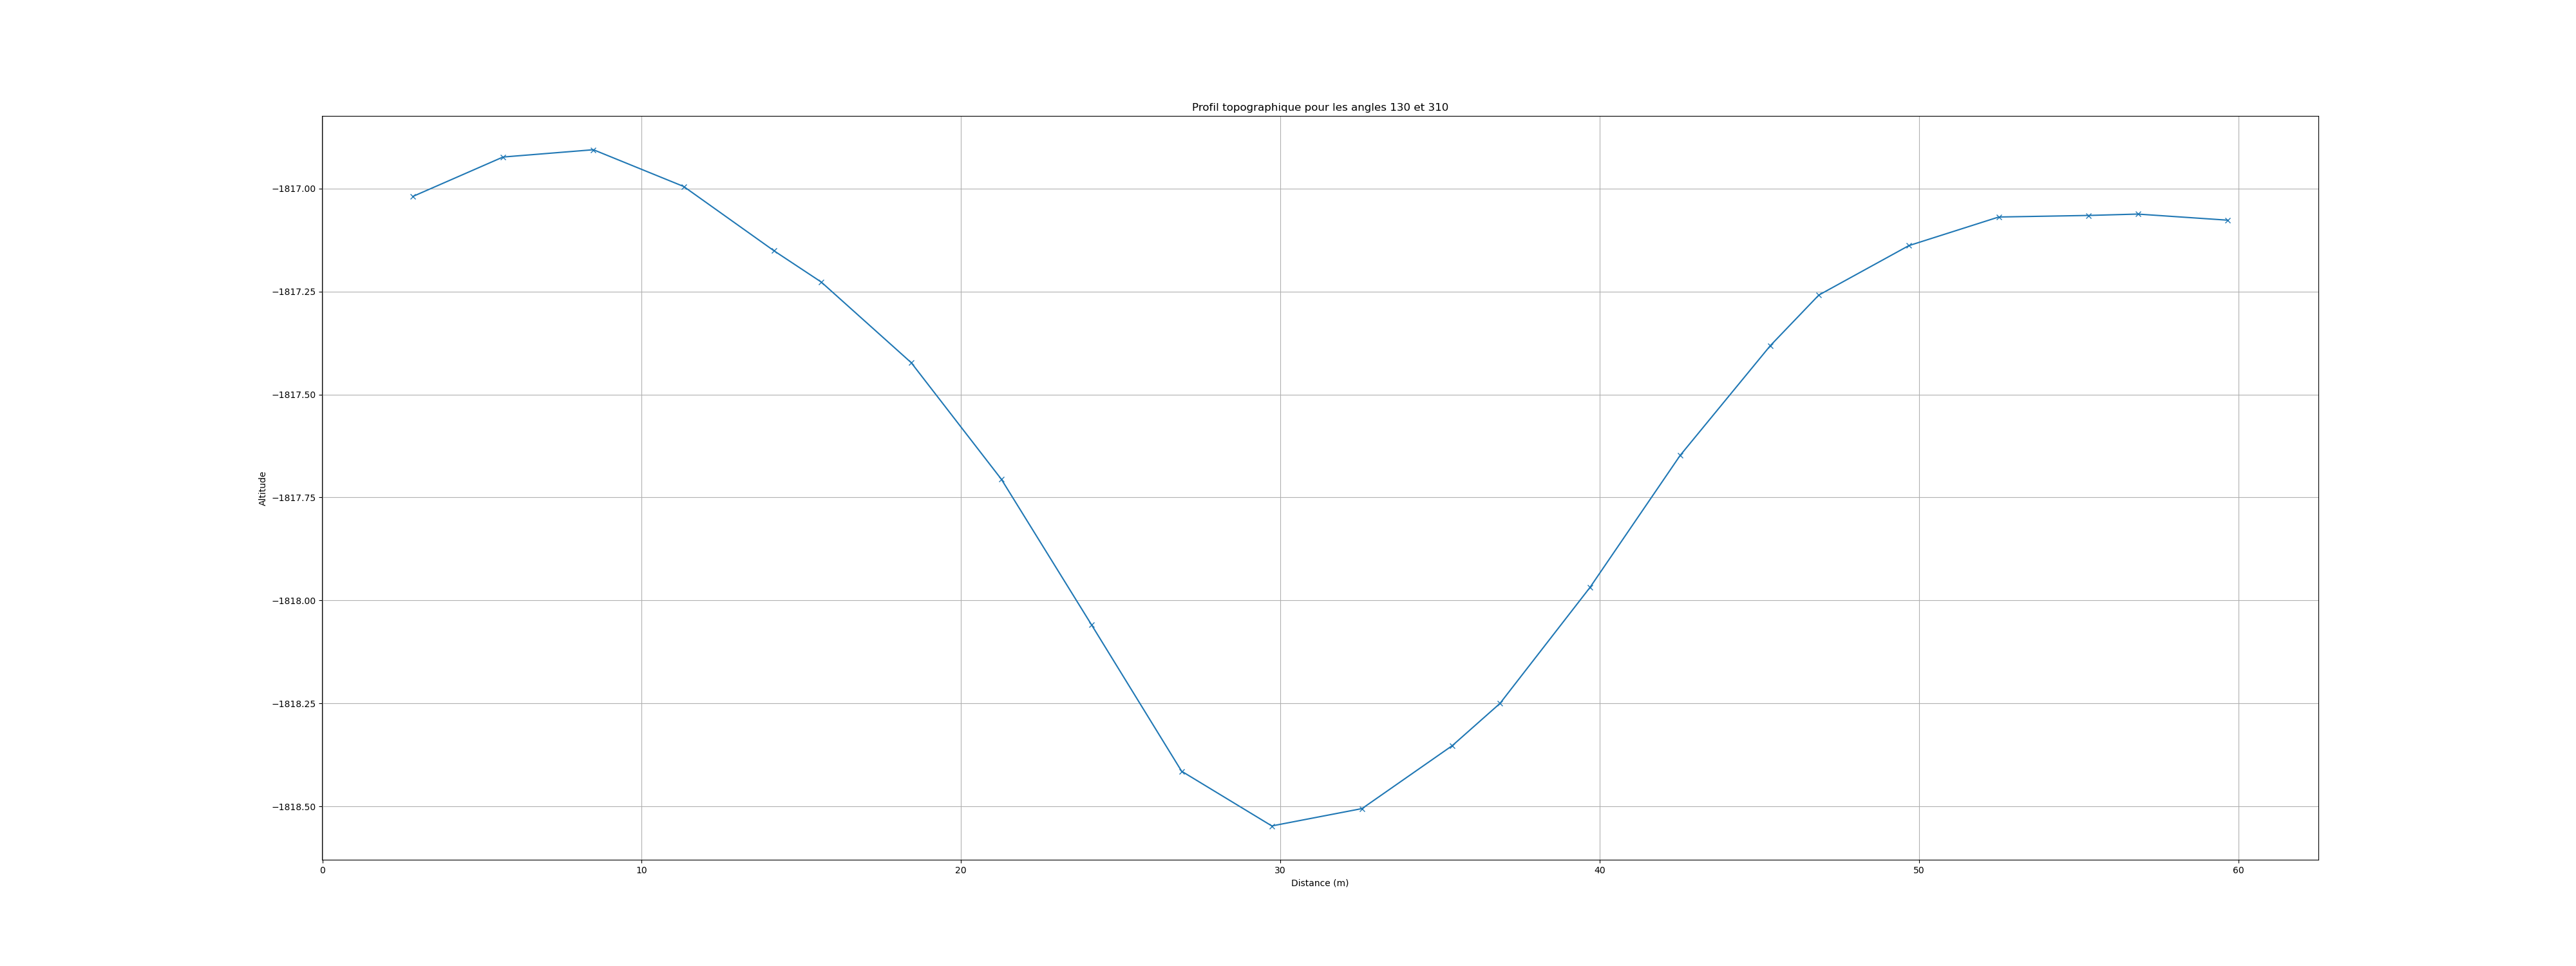 Profil topographique pour les angles 130 et 310
−1817.00
−1817.25
−1817.50
−1817.75
−1818.00
−1818.25
−1818.50
Altitude
0 10 20 30 40 50 60
Distance (m)